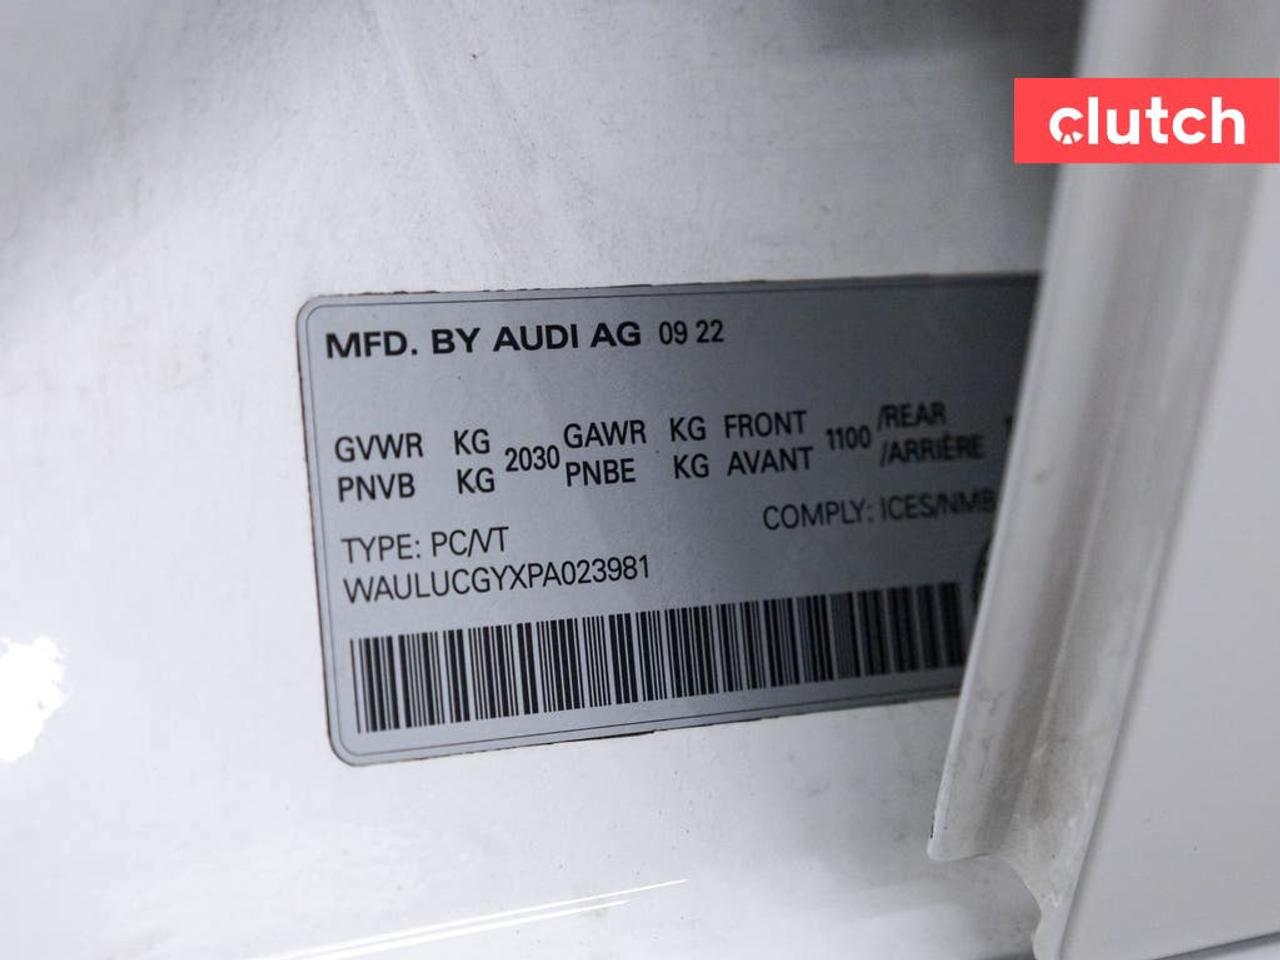 clutch
MFD. BY AUDI AG 09 22
GVWR KG 2030 GAWR KG FRONT 1100 /REAR
PNVB KG PNBE KG AVANT /ARRIÈRE
COMPLY: ICES/NMB
TYPE: PC/VT
WAULUCGYXPA023981